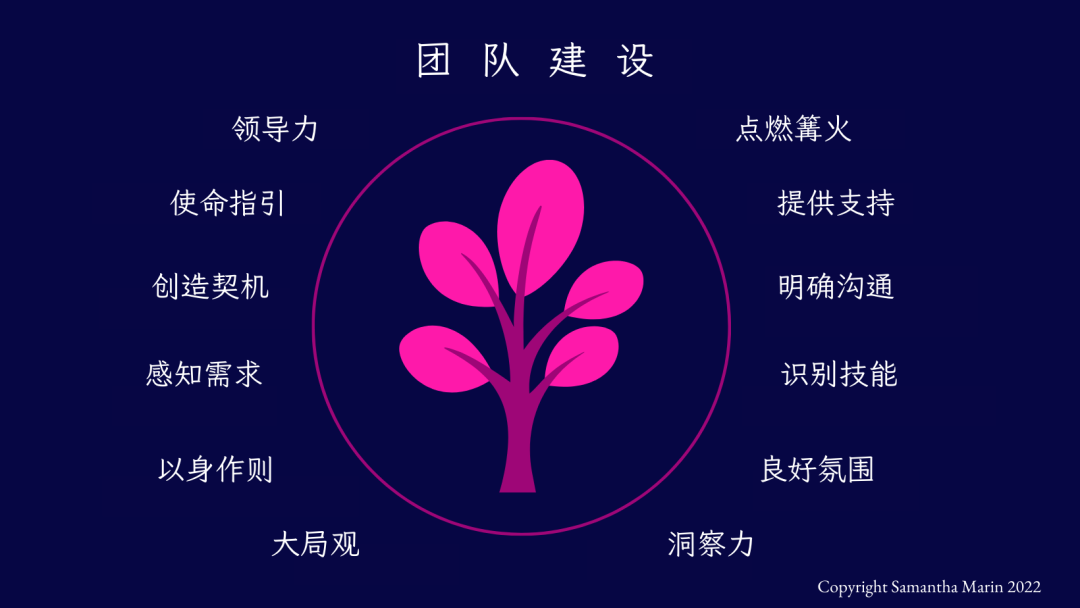 团队建设
领导力
点燃篝火
使命指引
提供支持
创造契机
明确沟通
感知需求
识别技能
以身作则
良好氛围
大局观
洞察力
Copyright Samantha Marin 2022